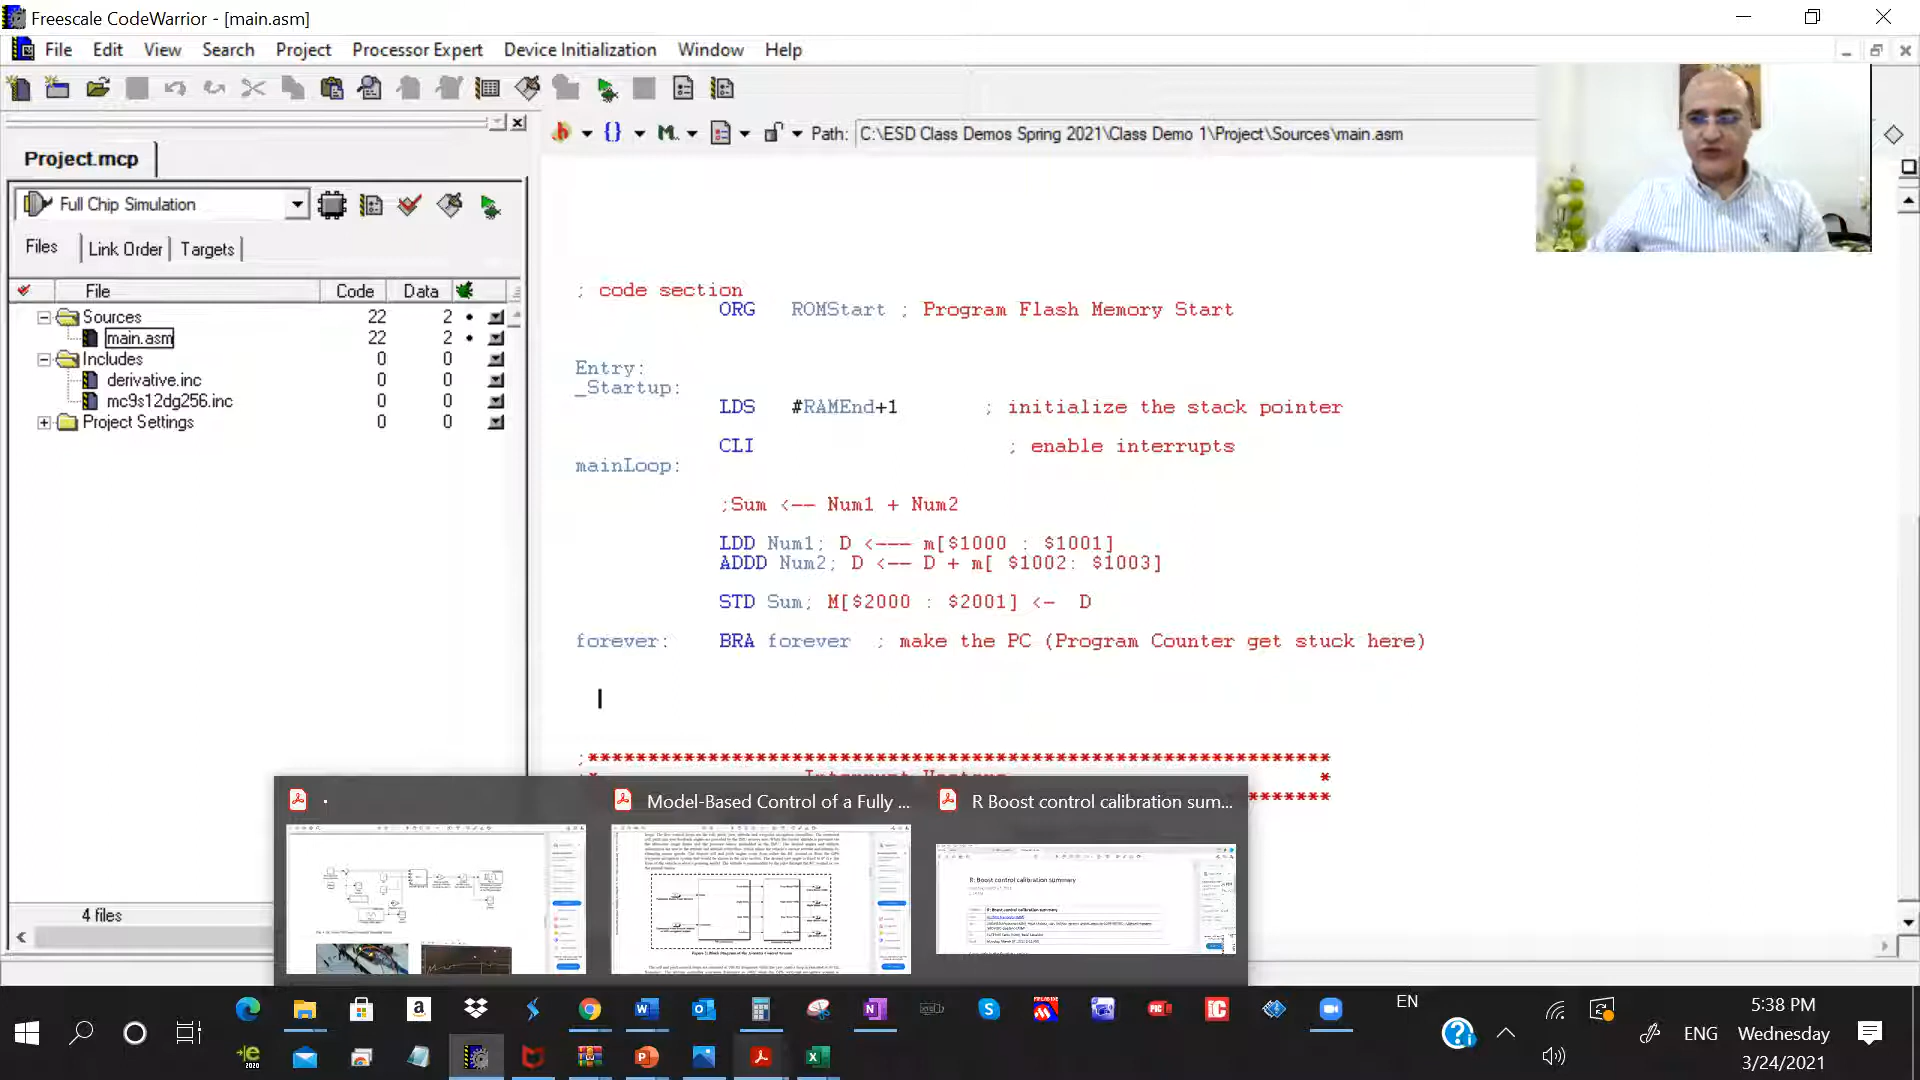 Freescale CodeWarrior - [main.asm]
File Edit View Search Project Processor Expert Device Initialization Window Help
Path: C:\ESD Class Demos Spring 2021\Class Demo 1\Project\Sources\main.asm
Project.mcp
Full Chip Simulation
Files Link Order Targets
File Code Data
Sources 22 2
main.asm 22 2
Includes 0 0
derivative.inc 0 0
mc9s12dg256.inc 0 0
Project Settings 0 0
4 files
; code section
ORG ROMStart ; Program Flash Memory Start
Entry:
_Startup:
LDS #RAMEnd+1 ; initialize the stack pointer
CLI ; enable interrupts
mainLoop:
;Sum <-- Num1 + Num2
LDD Num1; D <--- m[$1000 : $1001]
ADDD Num2; D <-- D + m[ $1002: $1003]
STD Sum; M[$2000 : $2001] <- D
forever: BRA forever ; make the PC (Program Counter get stuck here)
;**************************************************************
;* Interrupt Vectors *
*******
. Model-Based Control of a Fully ... R Boost control calibration sum...
R: Boost control calibration summary
EN
5:38 PM
ENG Wednesday
3/24/2021